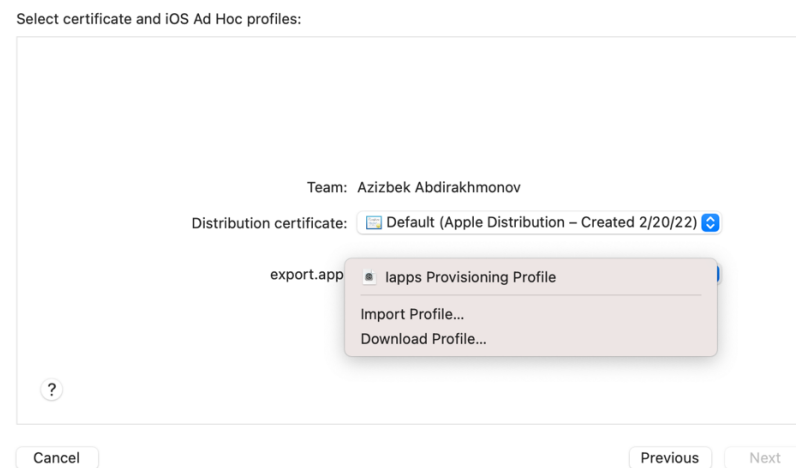 Select certificate and iOS Ad Hoc profiles:
Team: Azizbek Abdirakhmonov
Distribution certificate: Default (Apple Distribution – Created 2/20/22)
export.app Iapps Provisioning Profile
Import Profile...
Download Profile...
?
Cancel Previous Next